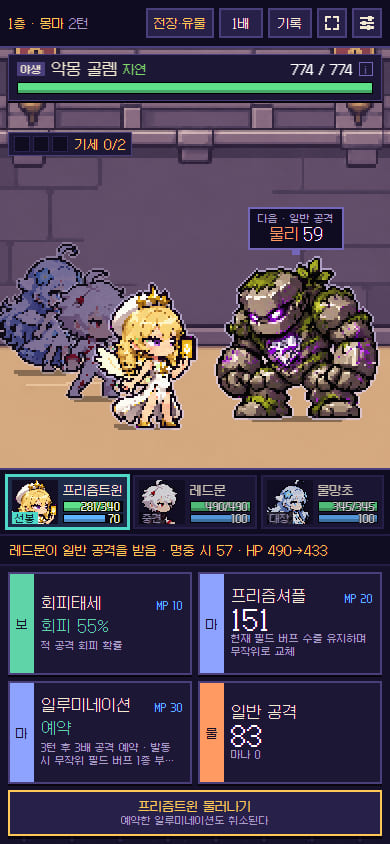 1층 · 몽마 2턴
전장:유물
1배
기록
야생 악몽 골렘 자연
774 / 774
기세 0/2
다음 · 일반 공격
물리 59
프리즘트윈
281/340
선봉
70
레드문
490/490
중견
100
물망초
345/345
대장
100
레드문이 일반 공격을 받음 · 명중 시 57 · HP 490→433
보
회피태세
MP 10
회피 55%
적 공격 회피 확률
마
프리즘셔플
MP 20
151
현재 필드 버프 수를 유지하며
무작위로 교체
마
일루미네이션
MP 30
예약
3턴 후 3배 공격 예약 · 발동
시 무작위 필드 버프 1종 부…
물
일반 공격
83
마나 0
프리즘트윈 물러나기
예약한 일루미네이션도 취소된다